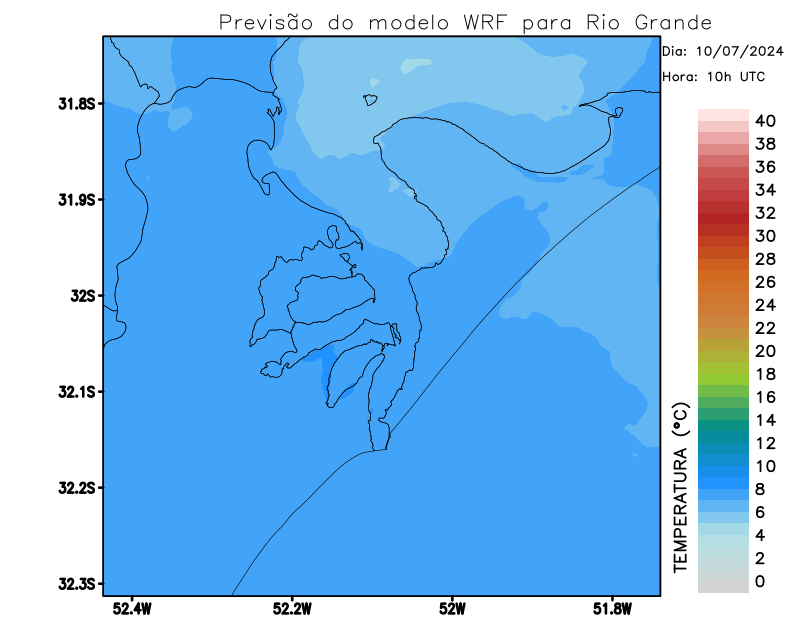 Previsão do modelo WRF para Rio Grande
Dia: 10/07/2024
Hora: 10h UTC
31.8S
31.9S
32S
32.1S
32.2S
32.3S
52.4W
52.2W
52W
51.8W
TEMPERATURA (°C)
40
38
36
34
32
30
28
26
24
22
20
18
16
14
12
10
8
6
4
2
0